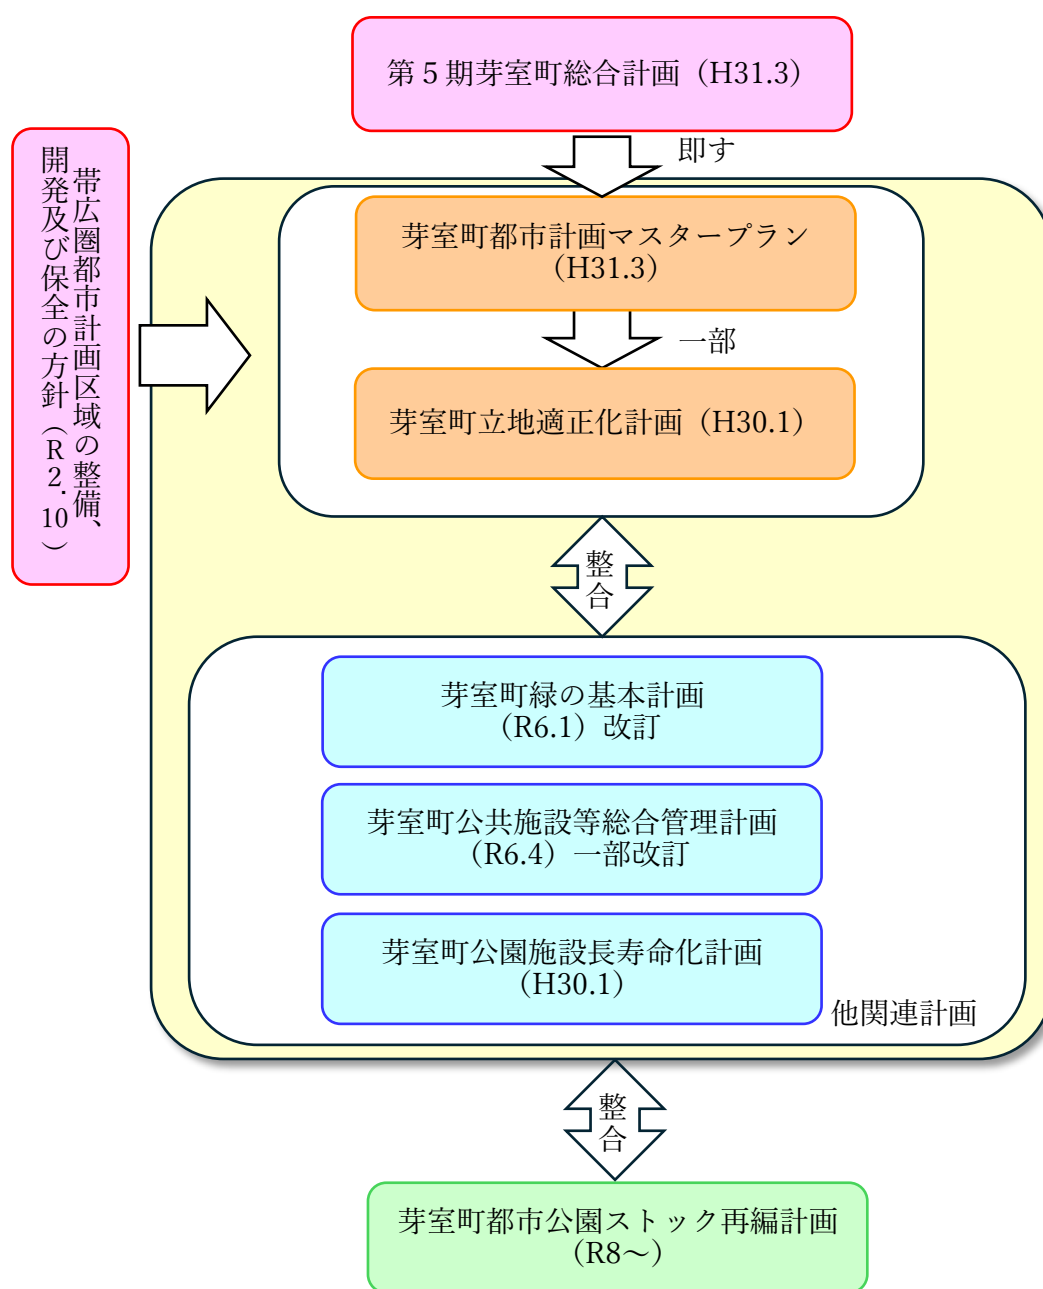 第５期芽室町総合計画（H31.3）
即す
帯広圏都市計画区域の整備、
開発及び保全の方針（R２.10）
芽室町都市計画マスタープラン
（H31.3）
一部
芽室町立地適正化計画（H30.1）
整
合
芽室町緑の基本計画
（R6.1）改訂
芽室町公共施設等総合管理計画
（R6.4）一部改訂
芽室町公園施設長寿命化計画
（H30.1）
他関連計画
整
合
芽室町都市公園ストック再編計画
（R8～）